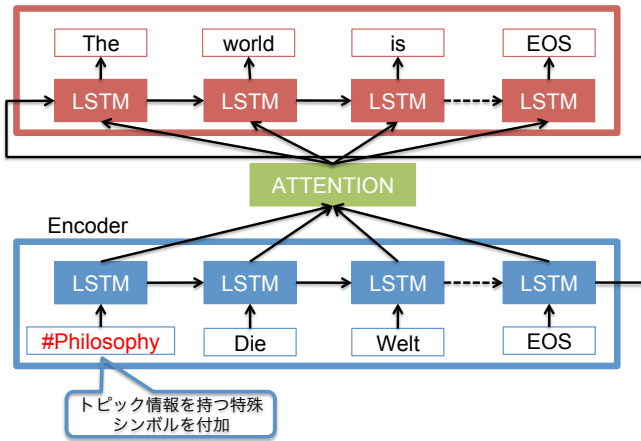 The world is EOS
LSTM LSTM LSTM LSTM
ATTENTION
Encoder
LSTM LSTM LSTM LSTM
#Philosophy Die Welt EOS
トピック情報を持つ特殊
シンボルを付加